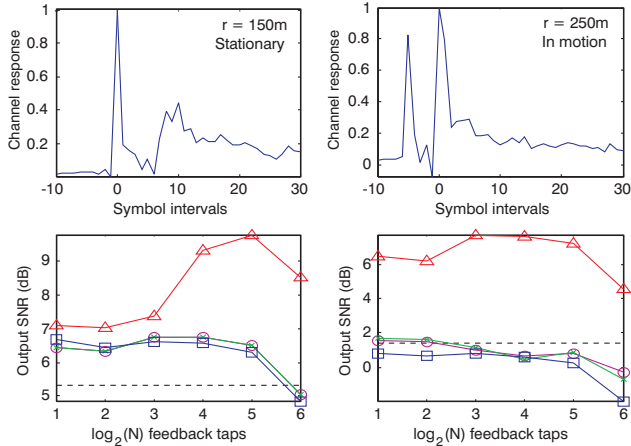 r = 150m
Stationary
Channel response
1
0.8
0.6
0.4
0.2
-10 0 10 20 30
Symbol intervals
r = 250m
In motion
Channel response
1
0.8
0.6
0.4
0.2
0
-10 0 10 20 30
Symbol intervals
Output SNR (dB)
9
8
7
6
5
1 2 3 4 5 6
log2(N) feedback taps
Output SNR (dB)
6
4
2
0
1 2 3 4 5 6
log2(N) feedback taps